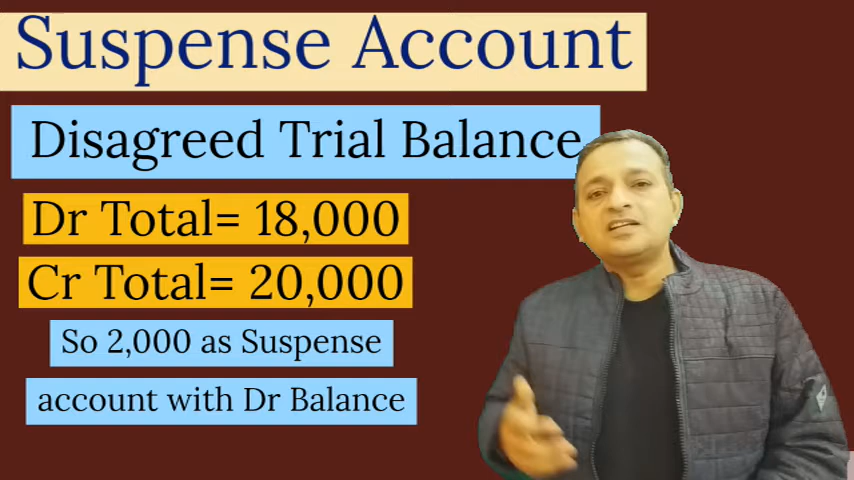 Suspense Account
Disagreed Trial Balance
Dr Total= 18,000
Cr Total= 20,000
So 2,000 as Suspense
account with Dr Balance